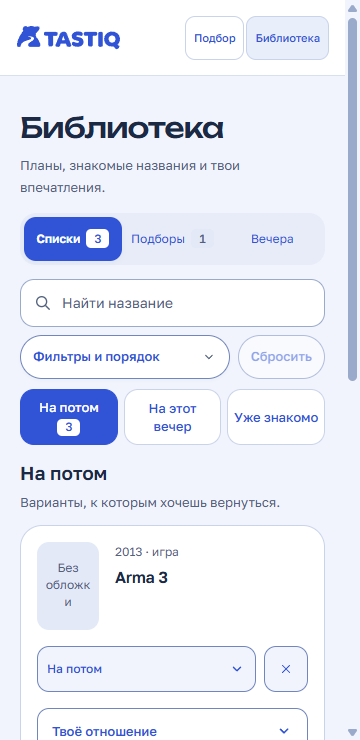 TASTIQ
Подбор
Библиотека
Библиотека
Планы, знакомые названия и твои
впечатления.
Списки 3
Подборы 1
Вечера
Найти название
Фильтры и порядок
Сбросить
На потом
3
На этот
вечер
Уже знакомо
На потом
Варианты, к которым хочешь вернуться.
Без
обложк
и
2013 · игра
Arma 3
На потом
Твоё отношение